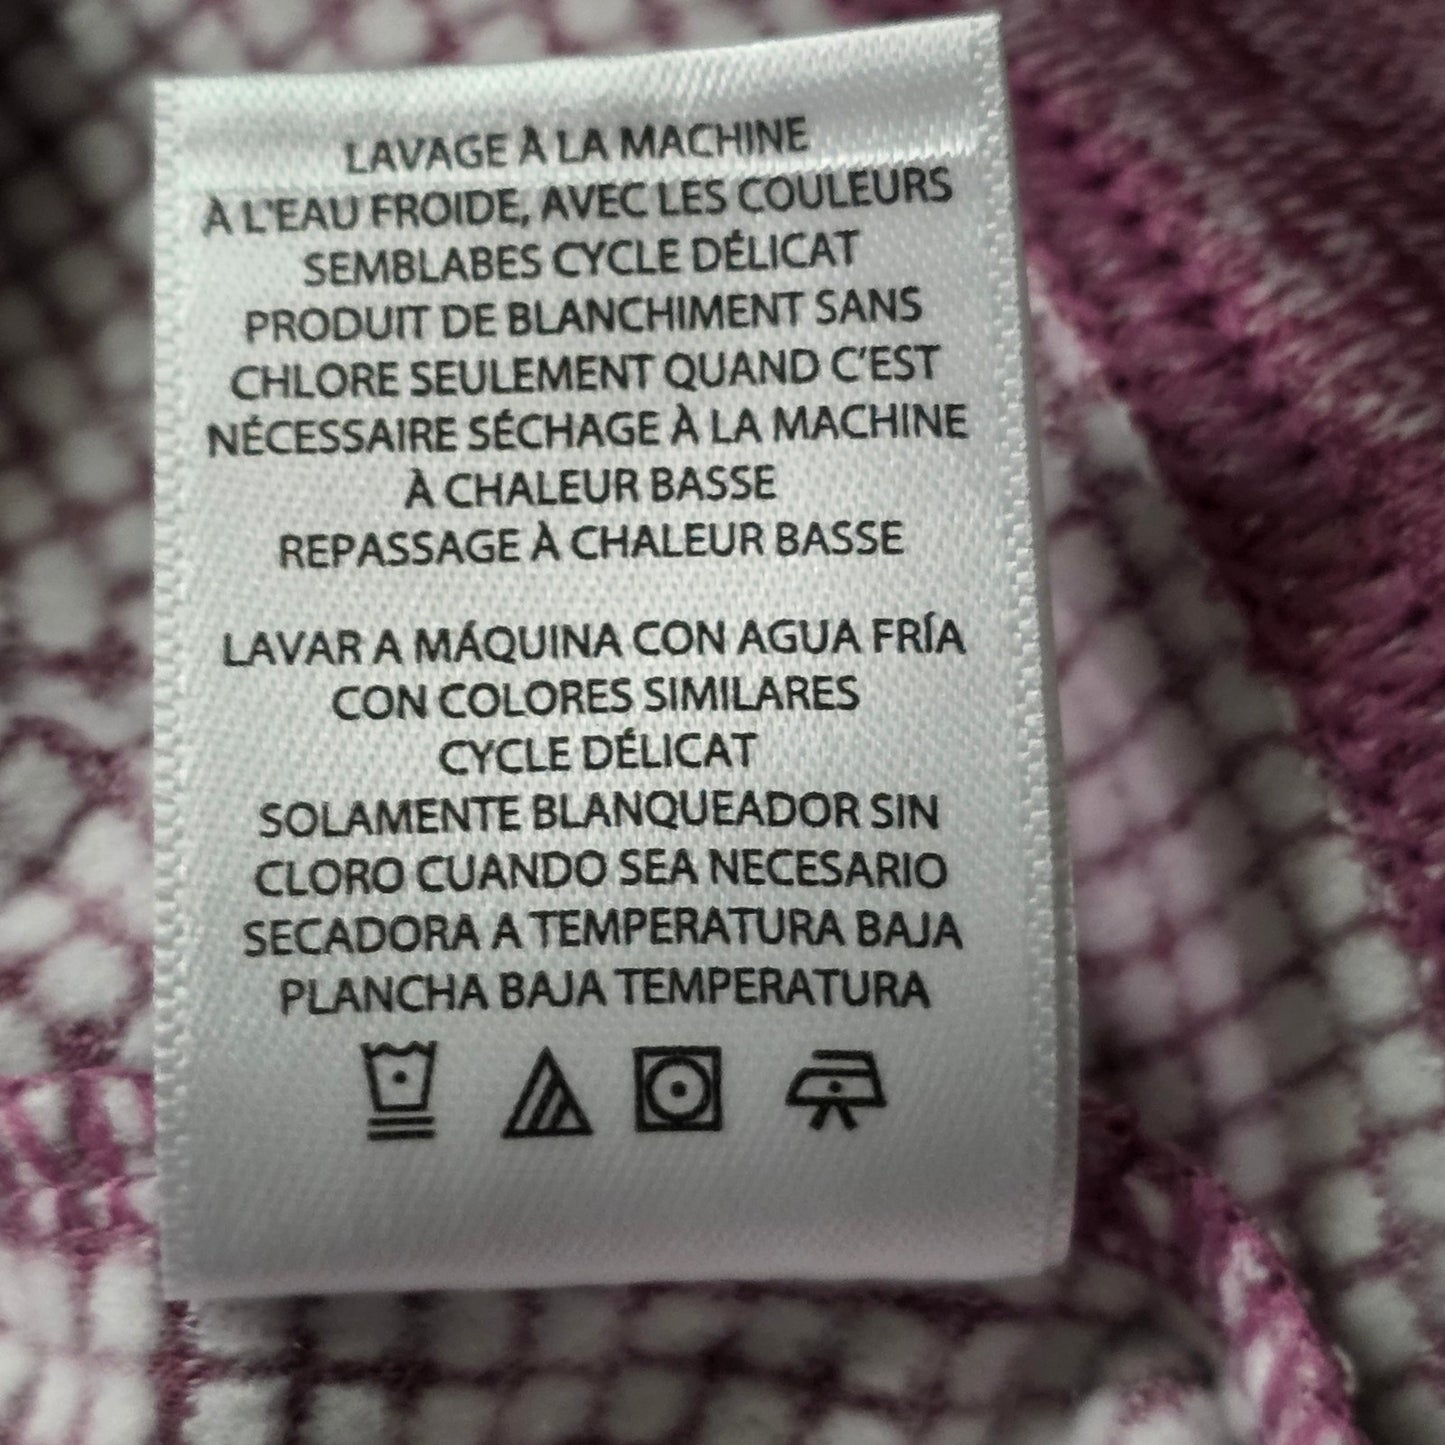 LAVAGE À LA MACHINE
À L'EAU FROIDE, AVEC LES COULEURS
SEMBLABES CYCLE DÉLICAT
PRODUIT DE BLANCHIMENT SANS
CHLORE SEULEMENT QUAND C'EST
NÉCESSAIRE SÉCHAGE À LA MACHINE
À CHALEUR BASSE
REPASSAGE À CHALEUR BASSE
LAVAR A MÁQUINA CON AGUA FRÍA
CON COLORES SIMILARES
CYCLE DÉLICAT
SOLAMENTE BLANQUEADOR SIN
CLORO CUANDO SEA NECESARIO
SECADORA A TEMPERATURA BAJA
PLANCHA BAJA TEMPERATURA